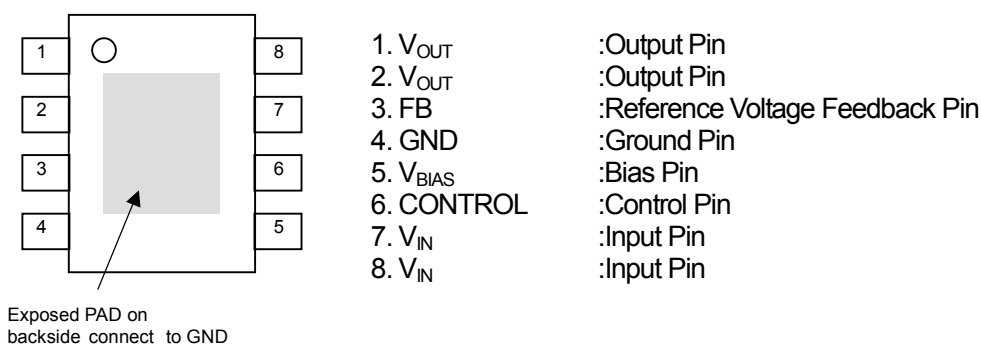 1 8
2 7
3 6
4 5
Exposed PAD on
backside connect to GND
1. VOUT :Output Pin
2. VOUT :Output Pin
3. FB :Reference Voltage Feedback Pin
4. GND :Ground Pin
5. VBIAS :Bias Pin
6. CONTROL :Control Pin
7. VIN :Input Pin
8. VIN :Input Pin